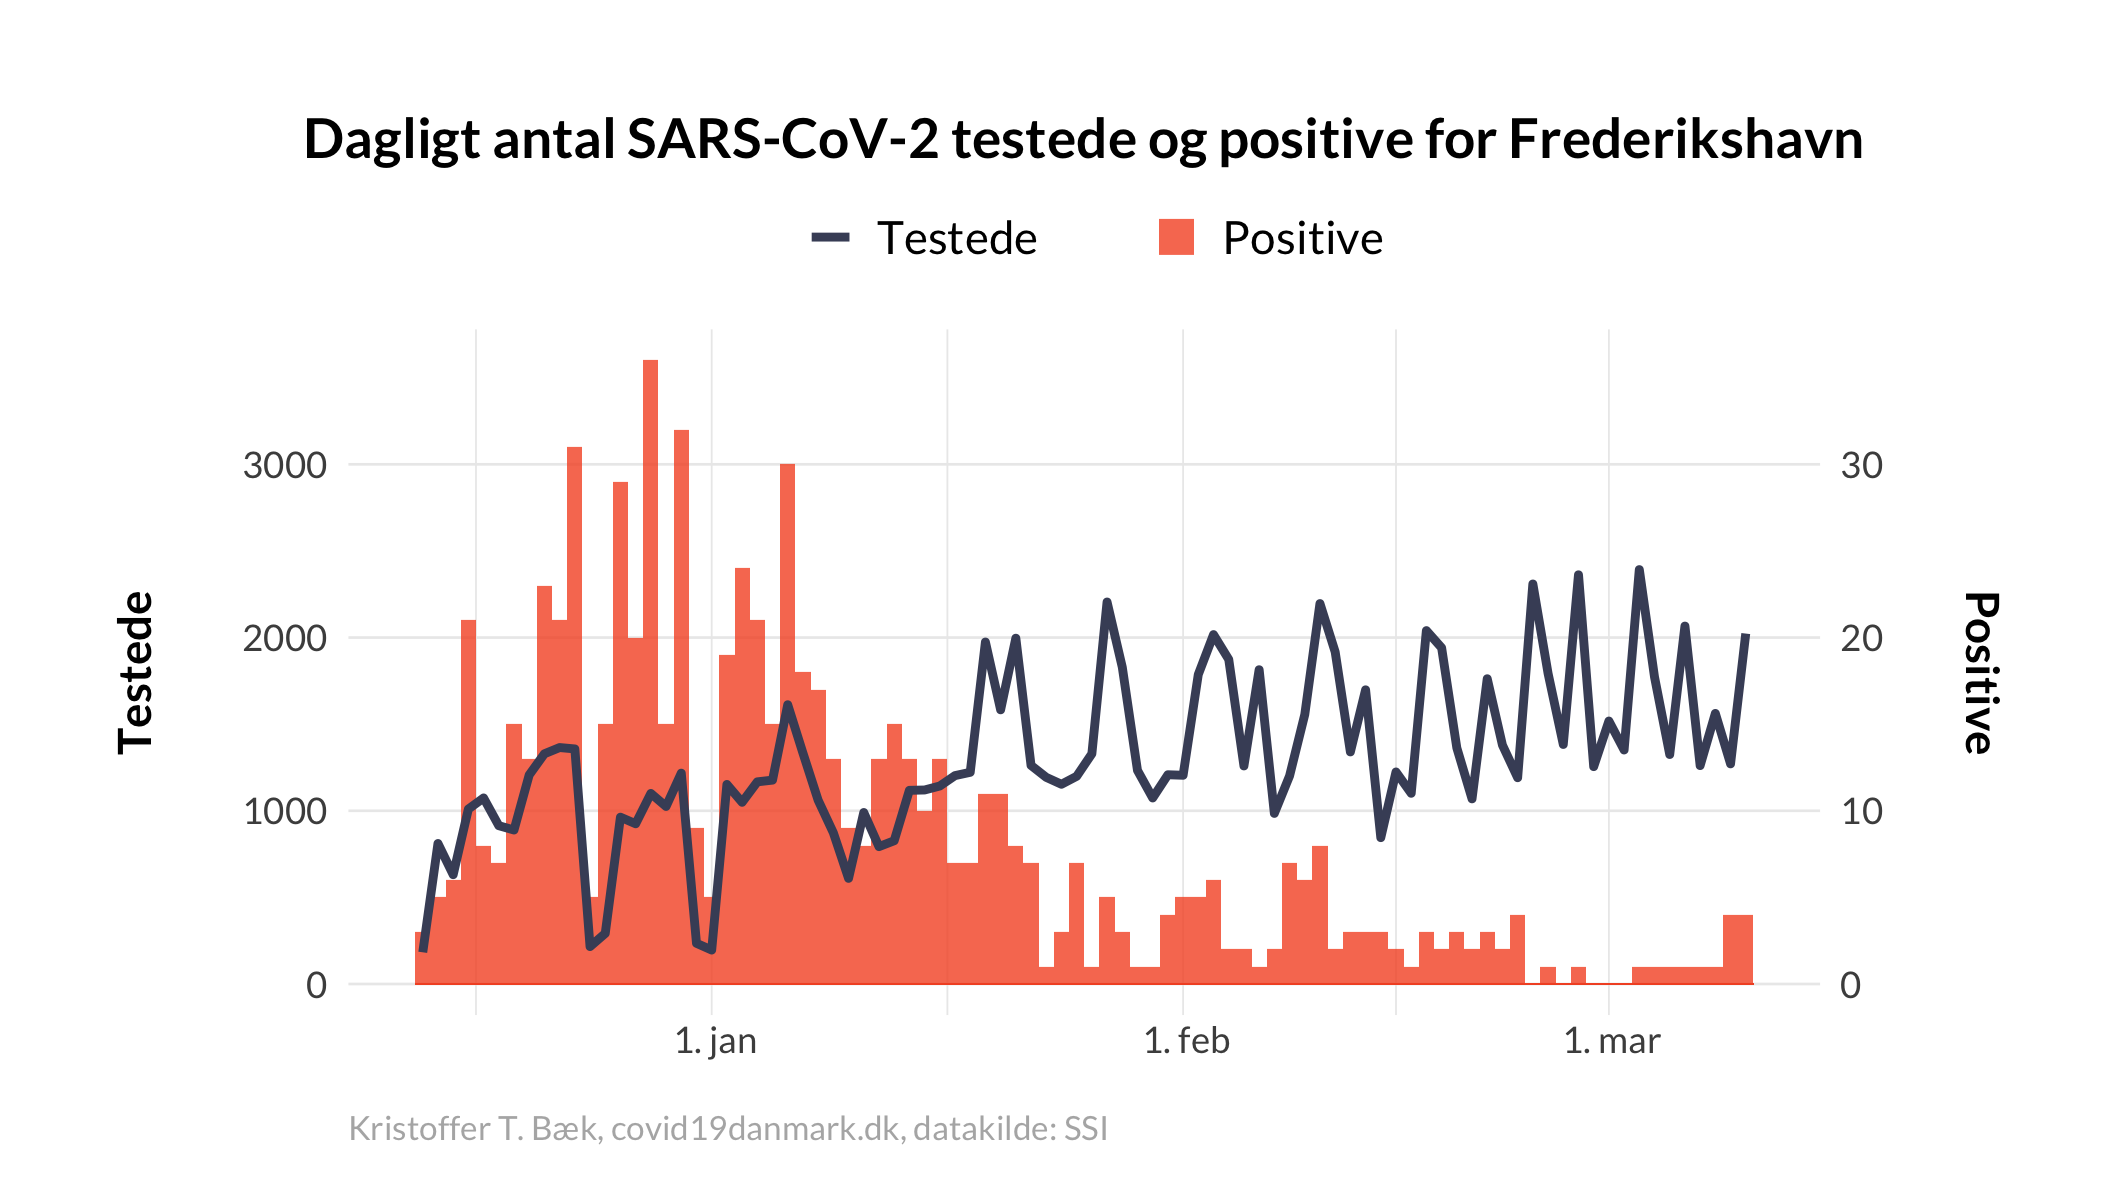 Dagligt antal SARS-CoV-2 testede og positive for Frederikshavn
Testede Positive
3000 30
2000 20
1000 10
0 0
Testede
Positive
1. jan 1. feb 1. mar
Kristoffer T. Bæk, covid19danmark.dk, datakilde: SSI